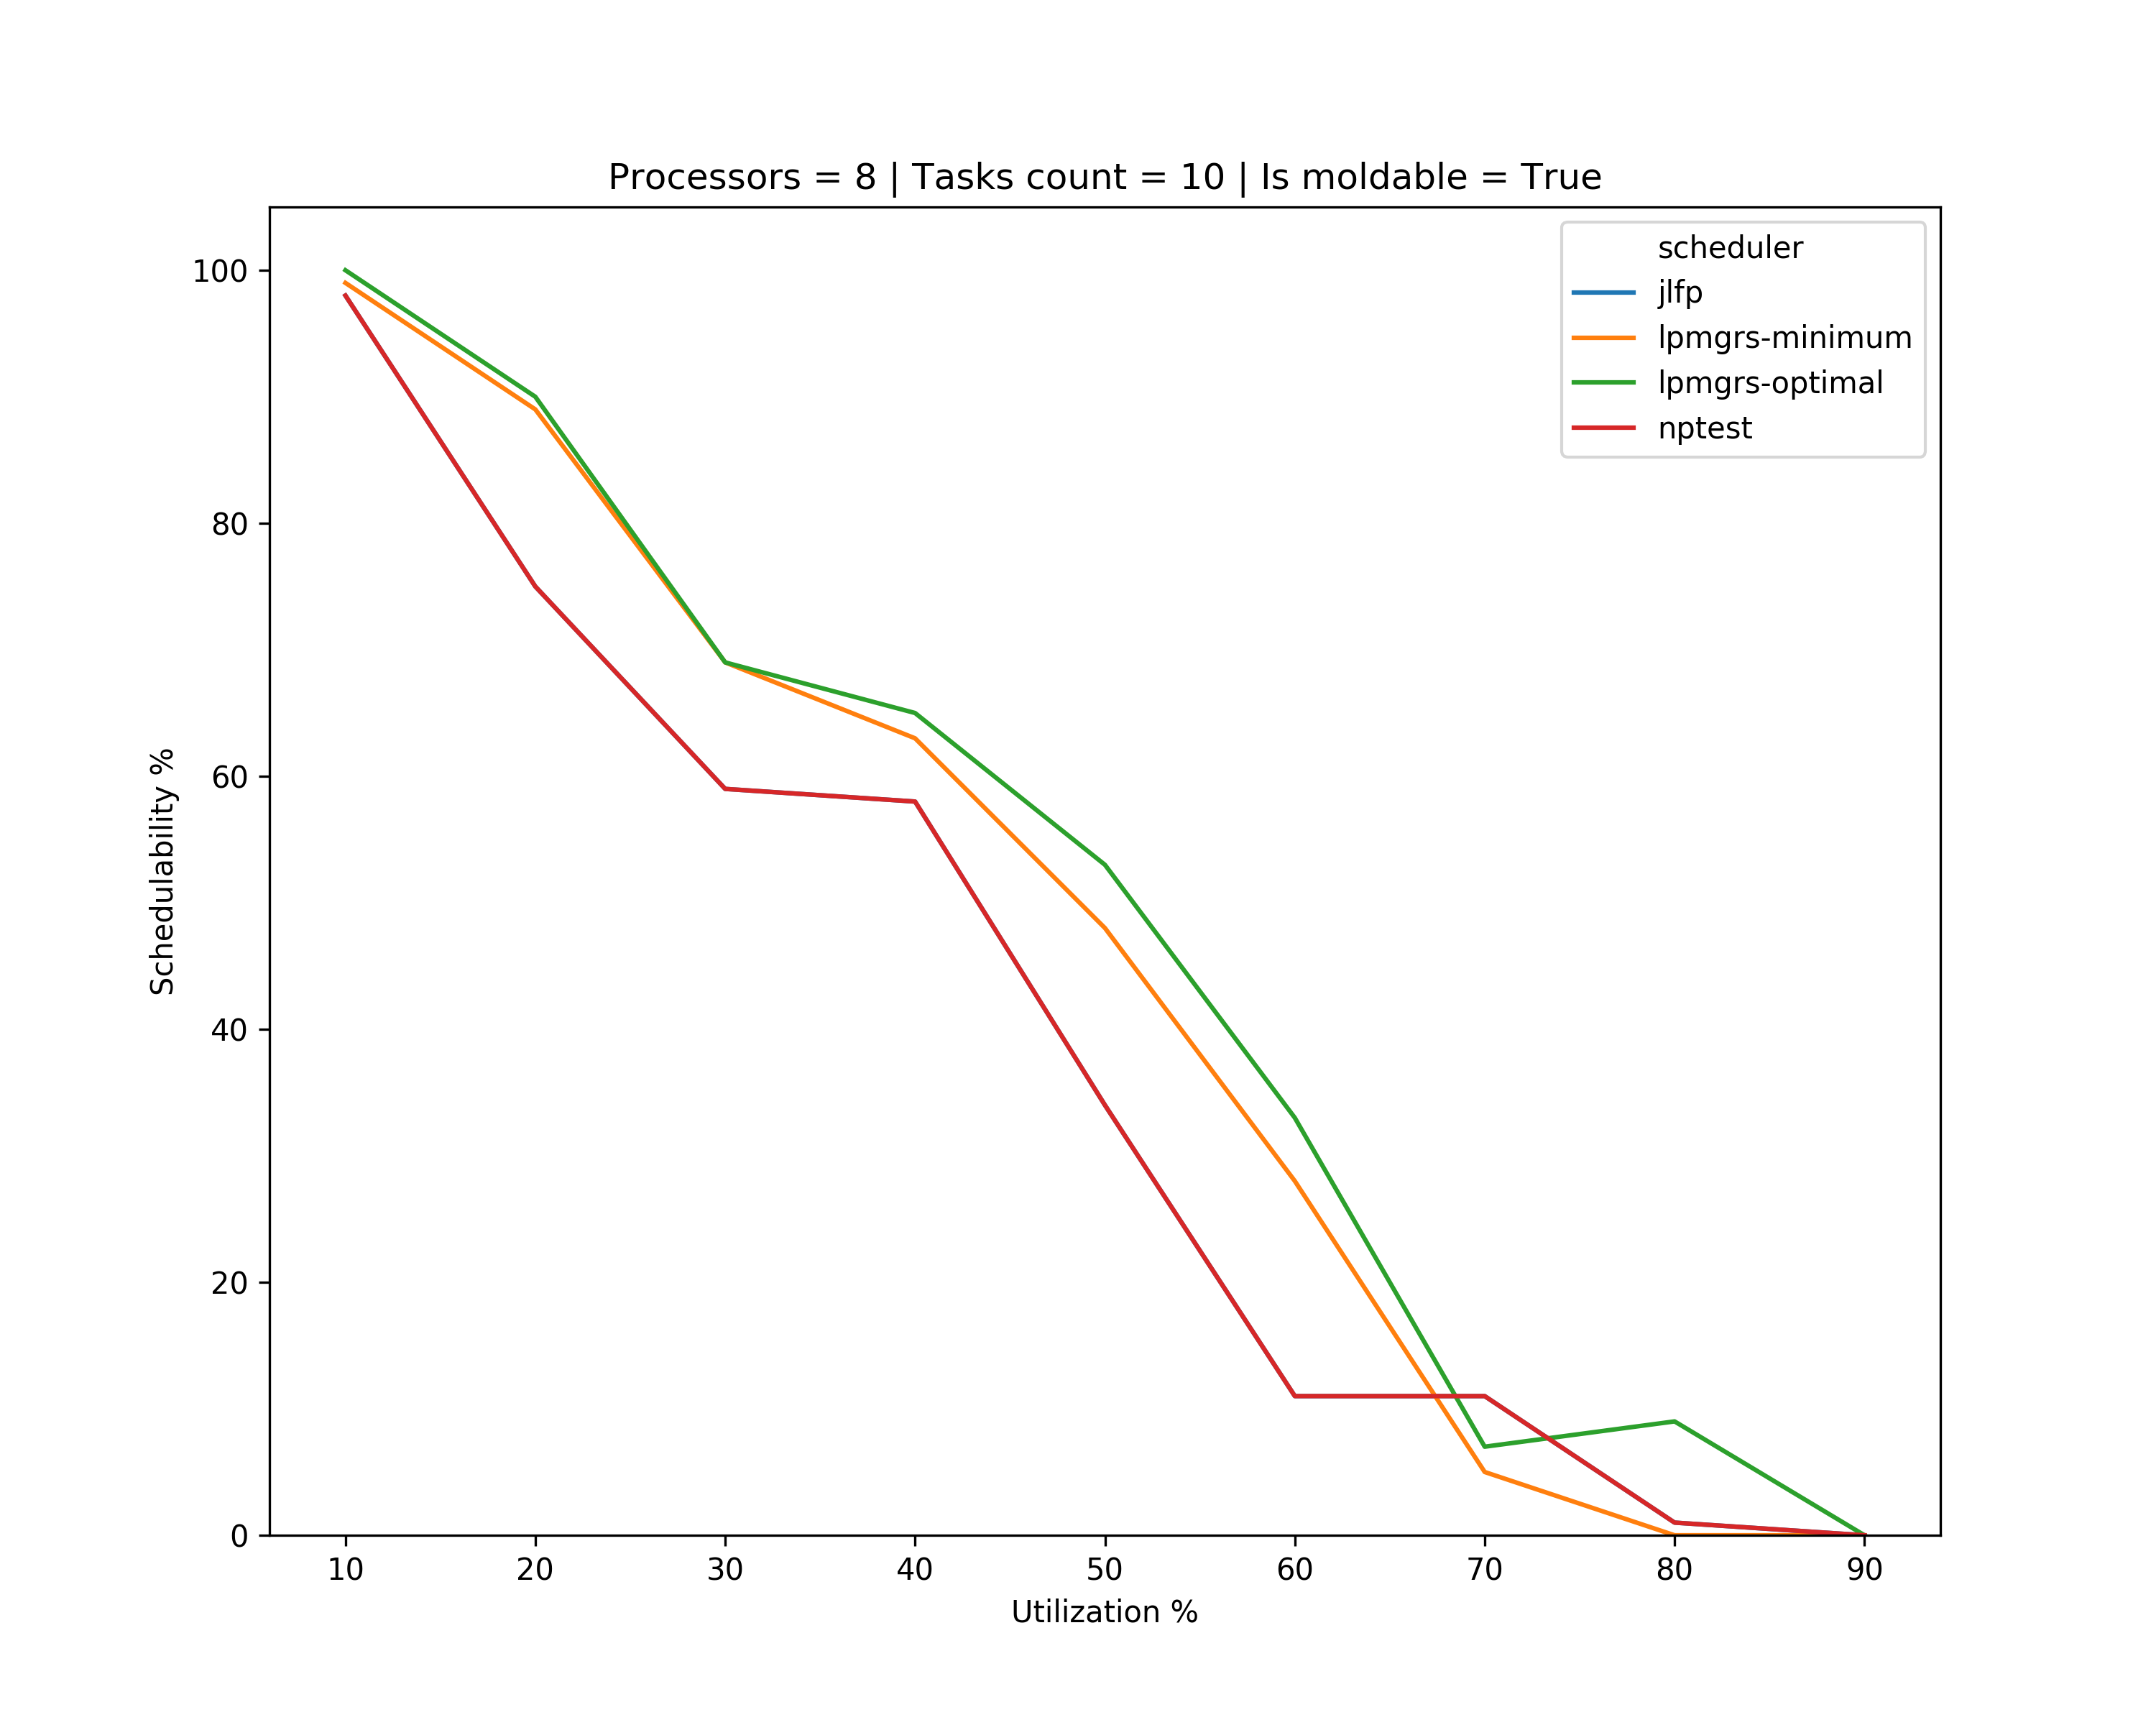 Processors = 8 | Tasks count = 10 | Is moldable = True
scheduler
jlfp
lpmgrs-minimum
lpmgrs-optimal
nptest
100
80
60
40
20
0
Schedulability %
10 20 30 40 50 60 70 80 90
Utilization %